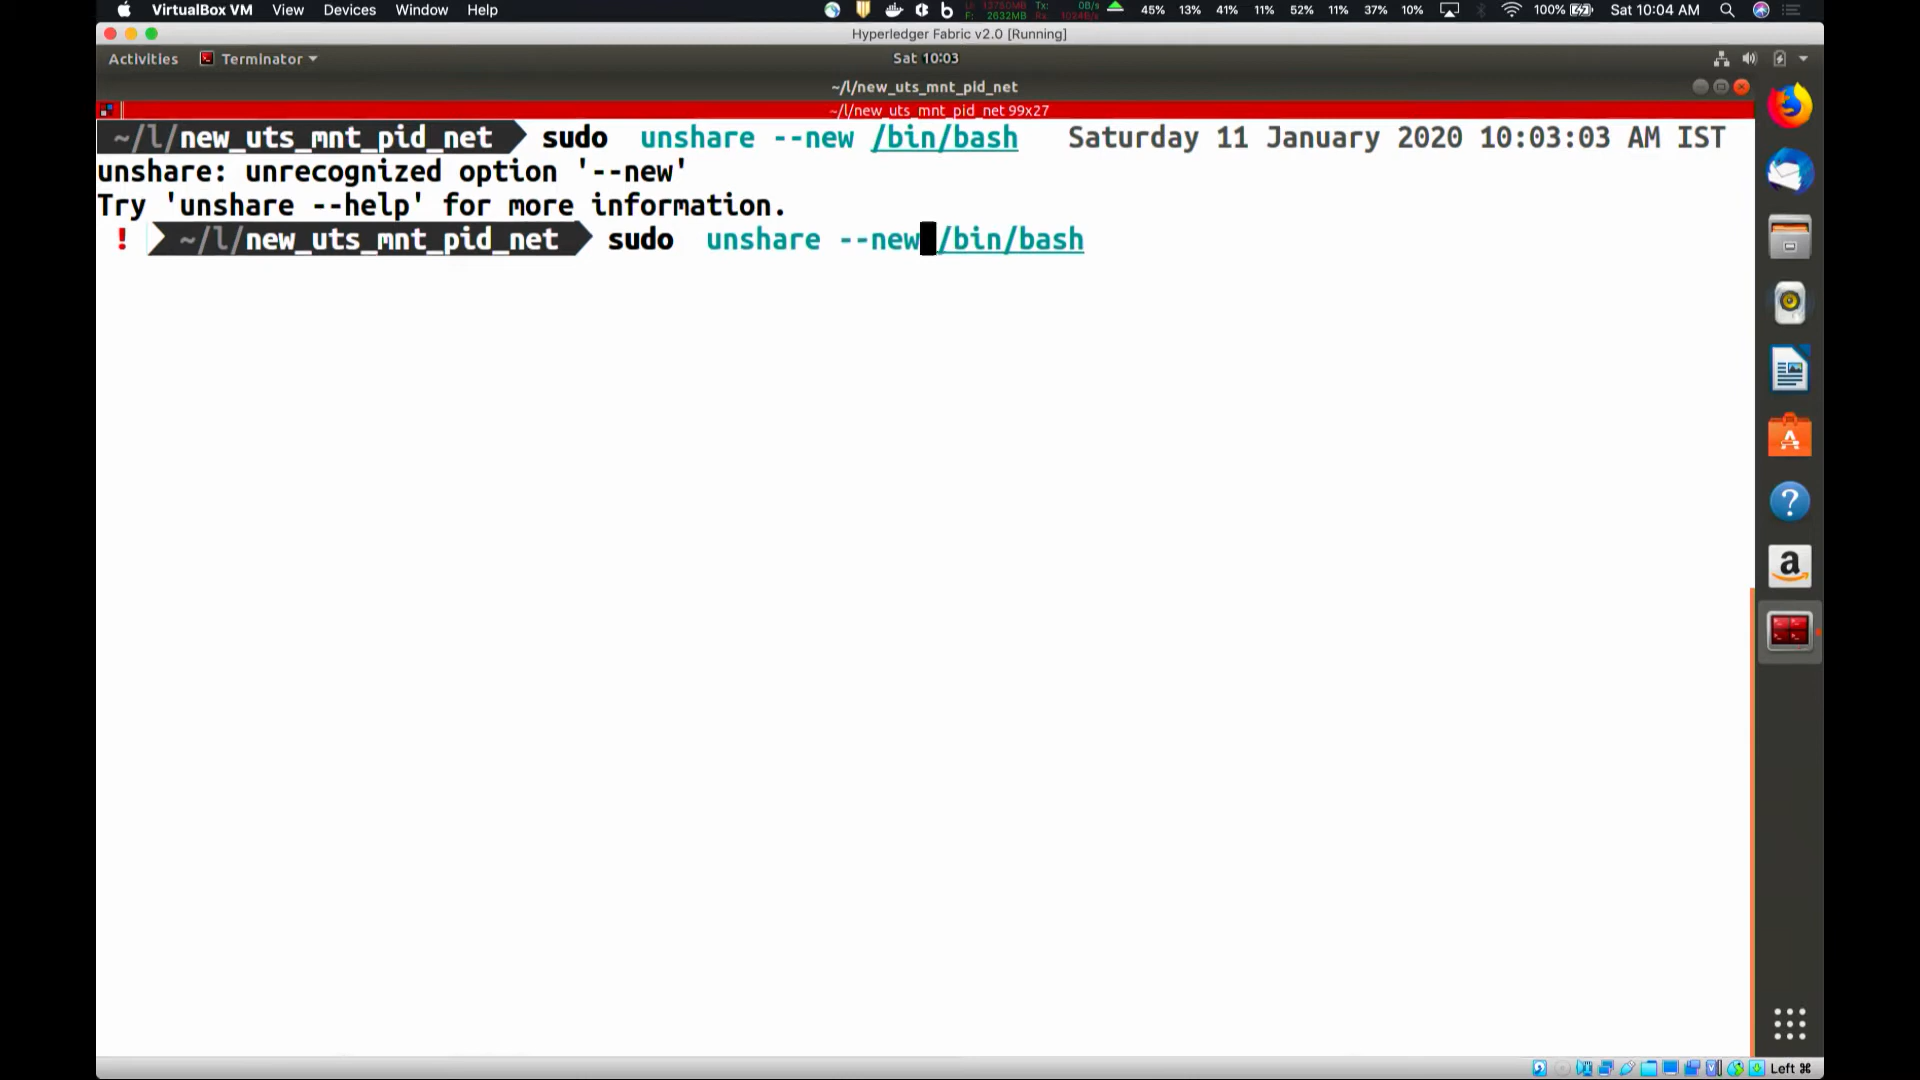 VirtualBox VM View Devices Window Help 45% 13% 41% 11% 52% 11% 37% 10% 100% Sat 10:04 AM
Hyperledger Fabric v2.0 [Running]
Activities Terminator Sat 10:03
~/l/new_uts_mnt_pid_net
~/l/new_uts_mnt_pid_net 99x27
~/l/new_uts_mnt_pid_net sudo unshare --new /bin/bash Saturday 11 January 2020 10:03:03 AM IST
unshare: unrecognized option '--new'
Try 'unshare --help' for more information.
! ~/l/new_uts_mnt_pid_net sudo unshare --new /bin/bash
Left ⌘